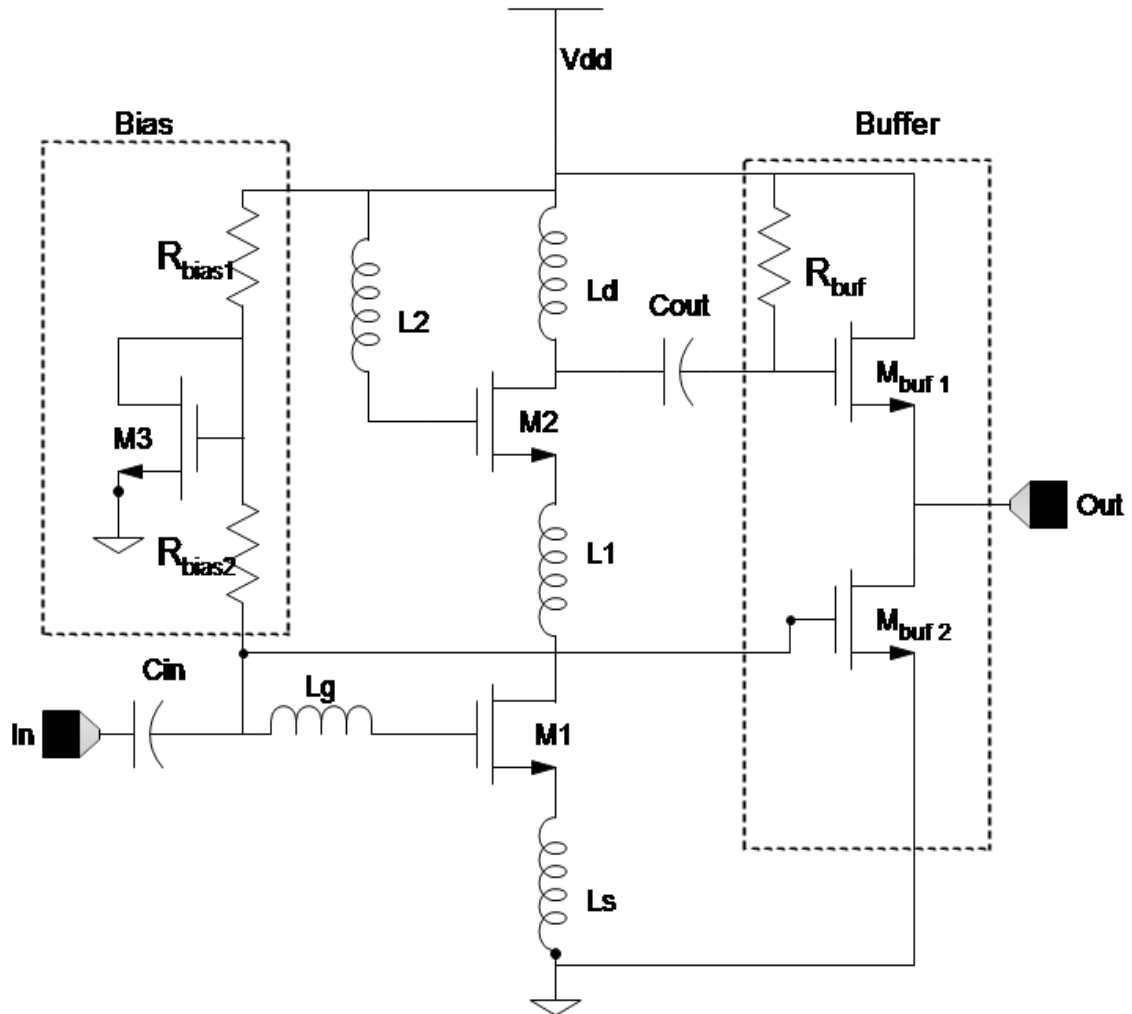 Vdd
Bias
Buffer
Rbias1
L2
Ld
Cout
Rbuf
Mbuf 1
M3
M2
Rbias2
L1
Out
Mbuf 2
Cin
Lg
In
M1
Ls